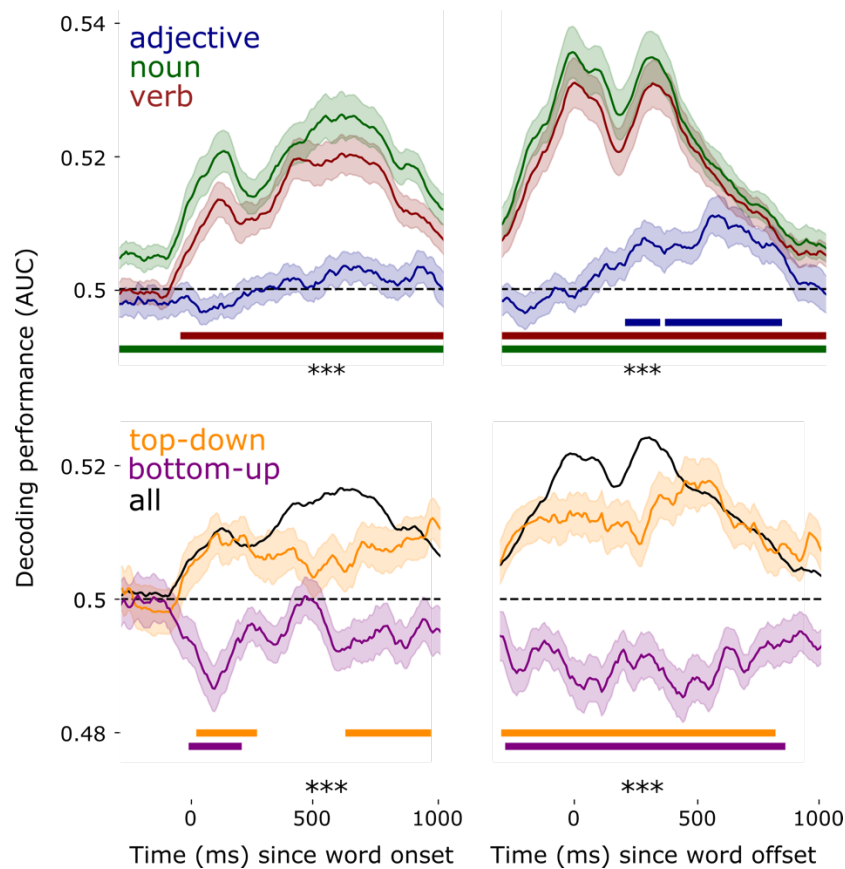 0.54
adjective
noun
verb
0.52
0.5
***
***
Decoding performance (AUC)
top-down
bottom-up
all
0.52
0.5
0.48
***
***
0 500 1000 0 500 1000
Time (ms) since word onset Time (ms) since word offset